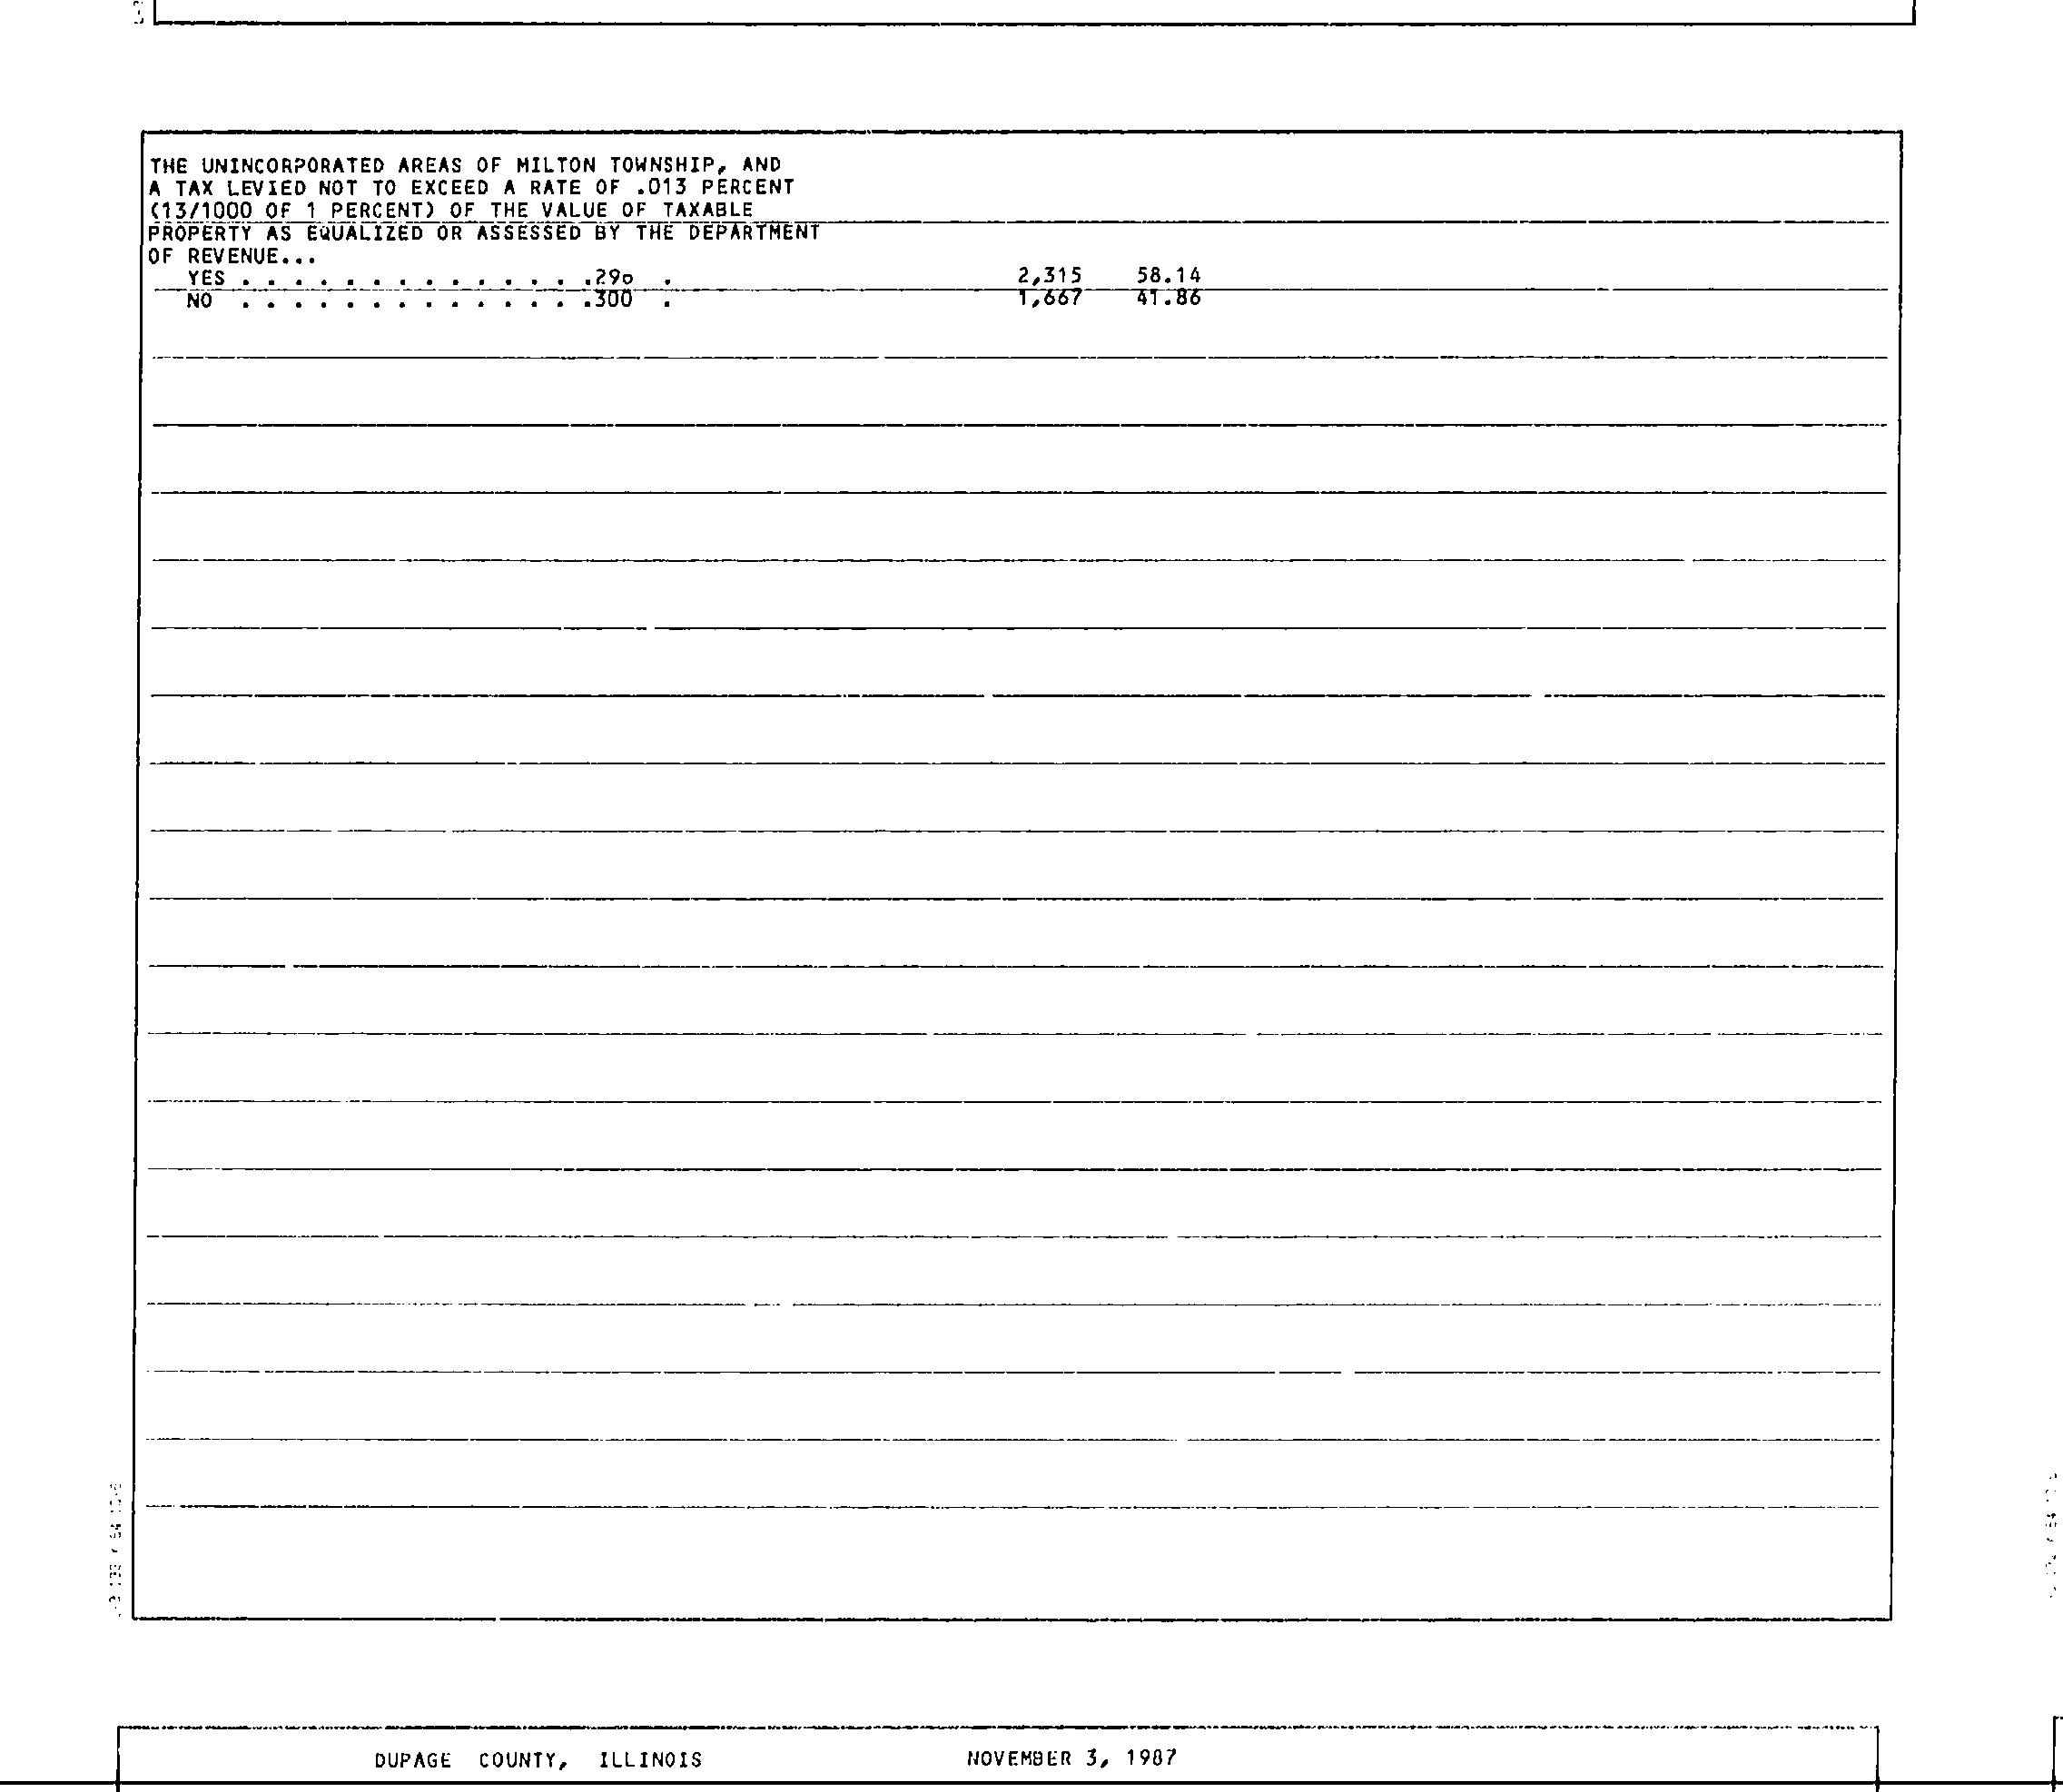 THE UNINCORPORATED AREAS OF MILTON TOWNSHIP, AND
A TAX LEVIED NOT TO EXCEED A RATE OF .013 PERCENT
(13/1000 OF 1 PERCENT) OF THE VALUE OF TAXABLE
PROPERTY AS EQUALIZED OR ASSESSED BY THE DEPARTMENT
OF REVENUE...
YES . . . . . . . . . . . . . .299 . 2,315 58.14
NO . . . . . . . . . . . . . .300 . 1,667 41.86
DUPAGE COUNTY, ILLINOIS NOVEMBER 3, 1987